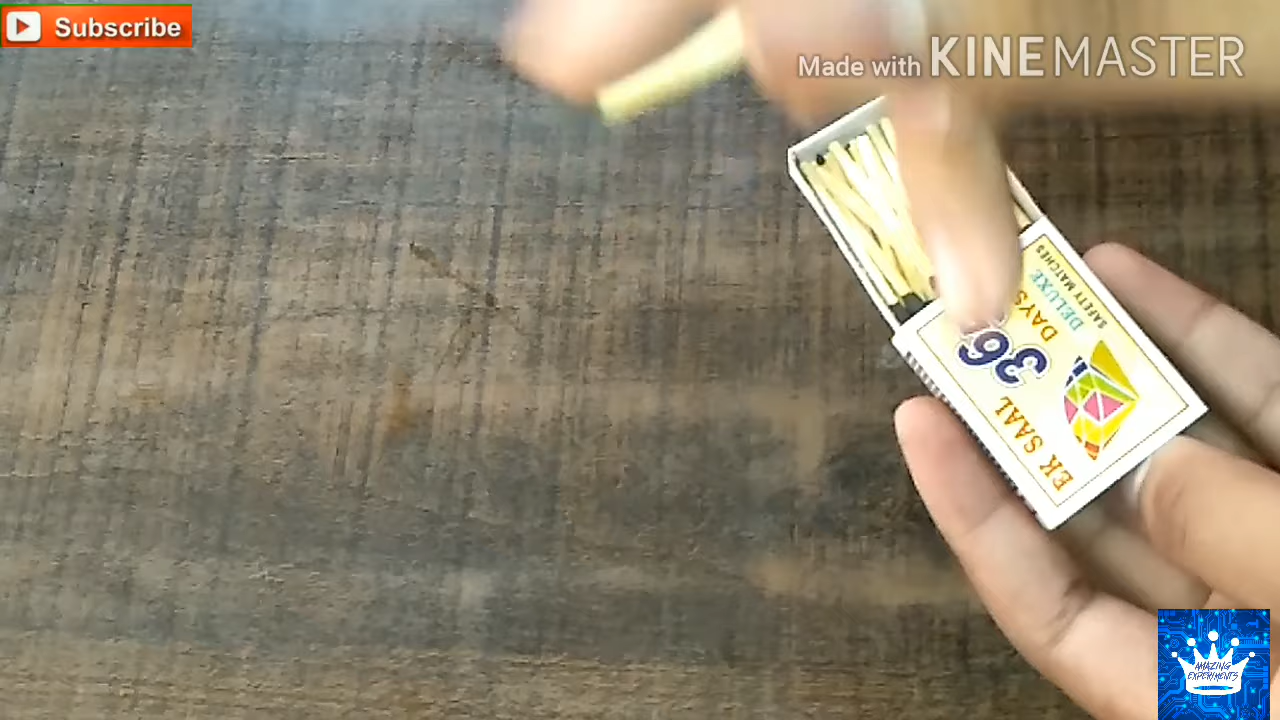 Subscribe
Made with KINEMASTER
EK SAAL
36
DAYS
DELUXE
SAFETY MATCHES
AMAZING
EXPERIMENTS